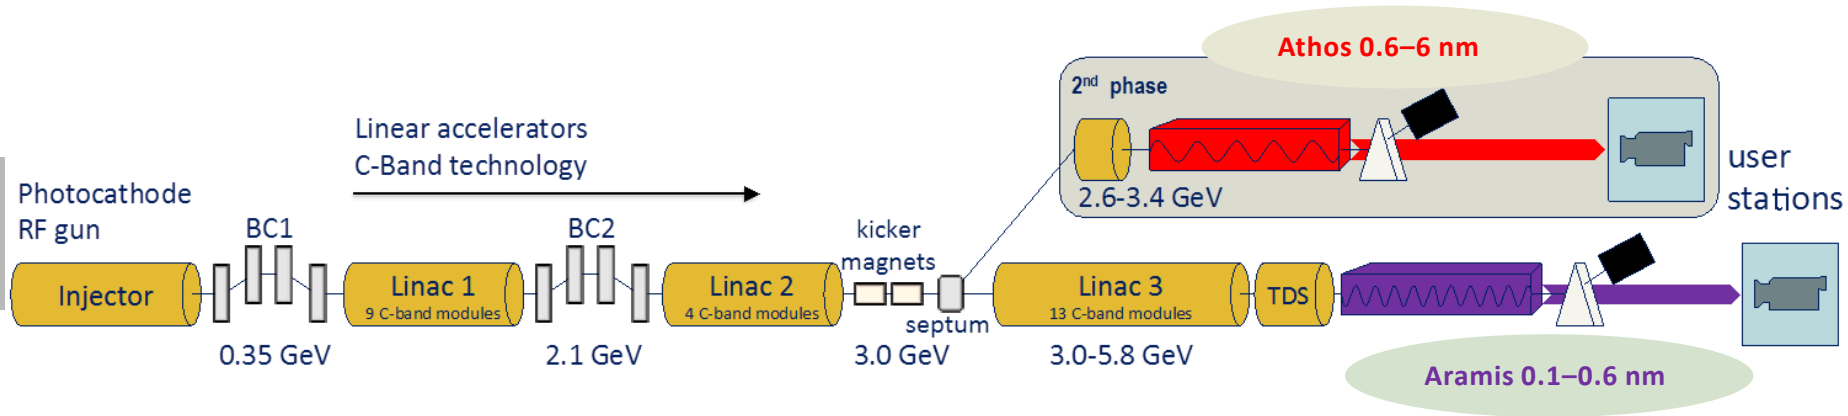 Athos 0.6–6 nm
2nd phase
Linear accelerators
C-Band technology
user
stations
2.6-3.4 GeV
Photocathode
RF gun
BC1
BC2
kicker
magnets
Injector
Linac 1
9 C-band modules
Linac 2
4 C-band modules
septum
Linac 3
13 C-band modules
TDS
0.35 GeV
2.1 GeV
3.0 GeV
3.0-5.8 GeV
Aramis 0.1–0.6 nm